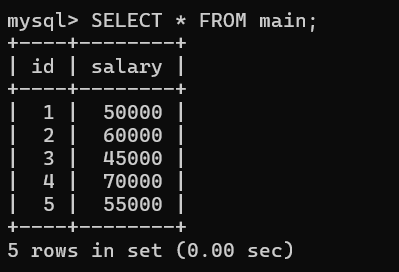 mysql> SELECT * FROM main;
+----+--------+
| id | salary |
+----+--------+
|  1 |  50000 |
|  2 |  60000 |
|  3 |  45000 |
|  4 |  70000 |
|  5 |  55000 |
+----+--------+
5 rows in set (0.00 sec)